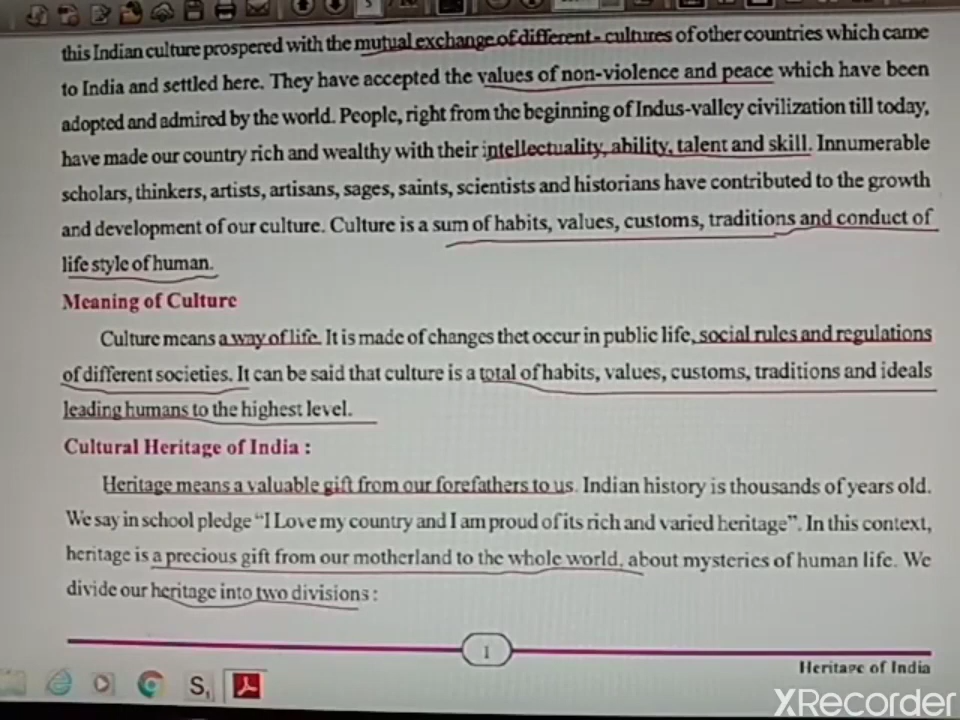 this Indian culture prospered with the mutual exchange of different - cultures of other countries which came
to India and settled here. They have accepted the values of non-violence and peace which have been
adopted and admired by the world. People, right from the beginning of Indus-valley civilization till today,
have made our country rich and wealthy with their intellectuality, ability, talent and skill. Innumerable
scholars, thinkers, artists, artisans, sages, saints, scientists and historians have contributed to the growth
and development of our culture. Culture is a sum of habits, values, customs, traditions and conduct of
life style of human.
Meaning of Culture
Culture means a way of life. It is made of changes thet occur in public life, social rules and regulations
of different societies. It can be said that culture is a total of habits, values, customs, traditions and ideals
leading humans to the highest level.
Cultural Heritage of India :
Heritage means a valuable gift from our forefathers to us. Indian history is thousands of years old.
We say in school pledge “I Love my country and I am proud of its rich and varied heritage”. In this context,
heritage is a precious gift from our motherland to the whole world, about mysteries of human life. We
divide our heritage into two divisions :
1
Heritage of India
XRecorder